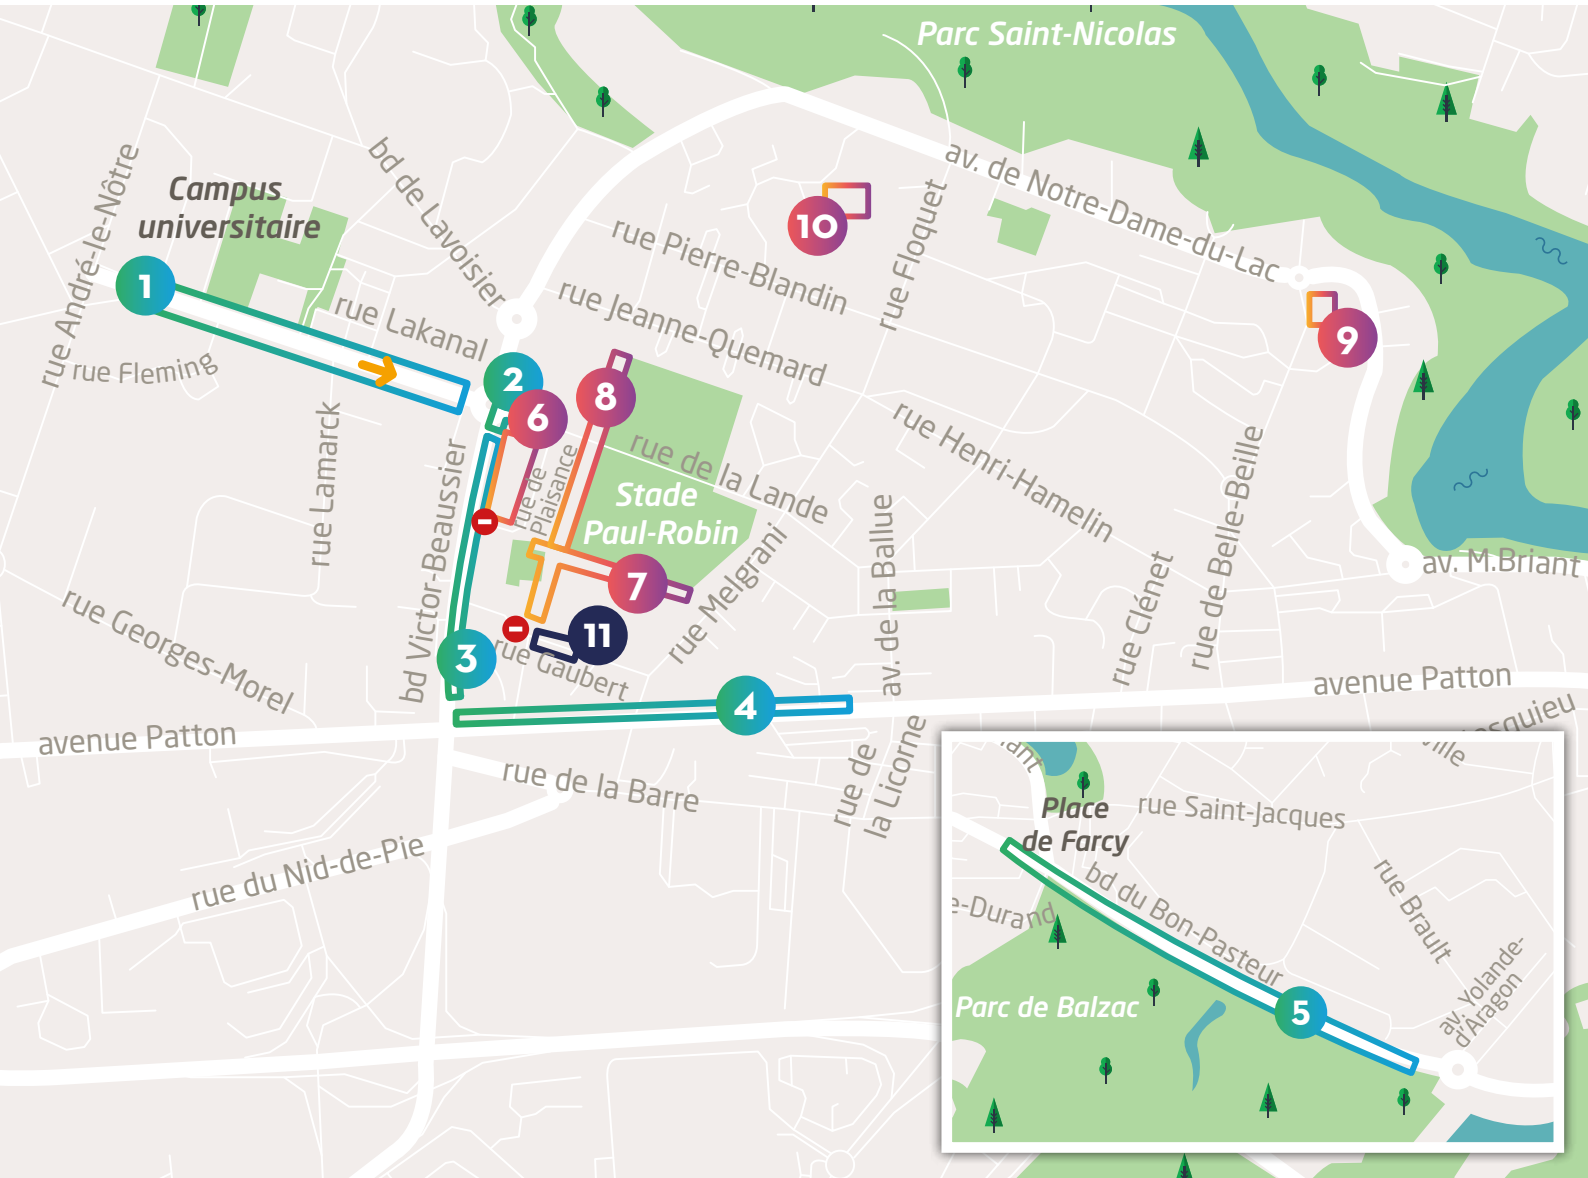 Parc Saint-Nicolas
av. de Notre-Dame-du-Lac
bd de Lavoisier
rue André-le-Nôtre
Campus
universitaire
10
rue Floquet
rue Pierre-Blandin
1
rue Lakanal
rue Jeanne-Quemard
9
rue Fleming
2
8
6
rue Henri-Hamelin
rue Lamarck
bd Victor-Beaussier
rue de
Plaisance
rue de la Lande
Stade
Paul-Robin
rue Melgrani
av. de la Ballue
rue Clénet
rue de Belle-Beille
av. M.Briant
7
rue Georges-Morel
11
3
rue Gaubert
4
avenue Patton
avenue Patton
rue de la Barre
rue de
la Licorne
rue du Nid-de-Pie
esquieu
ville
iant
Place
de Farcy
rue Saint-Jacques
e-Durand
bd du Bon-Pasteur
rue Brault
av. Yolande-
d'Aragon
Parc de Balzac
5